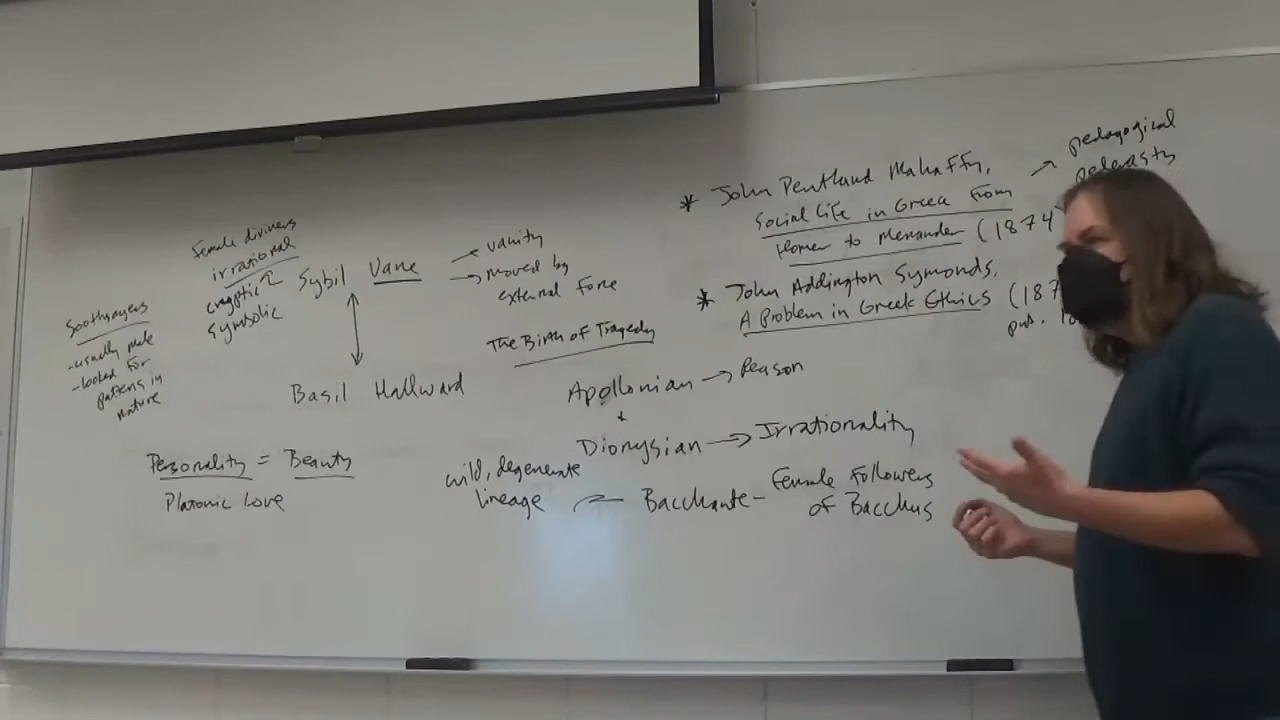 Soothsayers
-usually male
-looked for
patterns in
nature
Female diviners
irrational
cryptic
symbolic
Sybil Vane
vanity
moved by
external Force
Basil Hallward
Personality = Beauty
Platonic Love
The Birth of Tragedy
Apollonian → Reason
+
Dionysian → Irrationality
wild, degenerate
lineage
Bacchante - Female Followers
of Bacchus
* John Pentland Mahaffy,
Social Life in Greece From
Homer to Menander (1874
→ pedagogical
pederasty
* John Addington Symonds,
A Problem in Greek Ethics (187
pub.